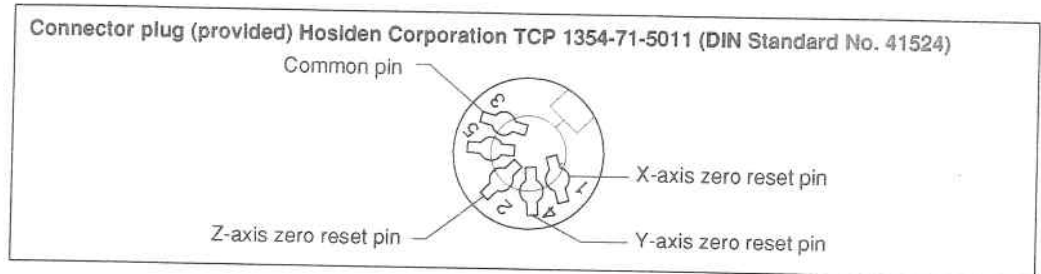 Connector plug (provided) Hosiden Corporation TCP 1354-71-5011 (DIN Standard No. 41524)
Common pin
3
5
2
4
1
X-axis zero reset pin
Z-axis zero reset pin
Y-axis zero reset pin